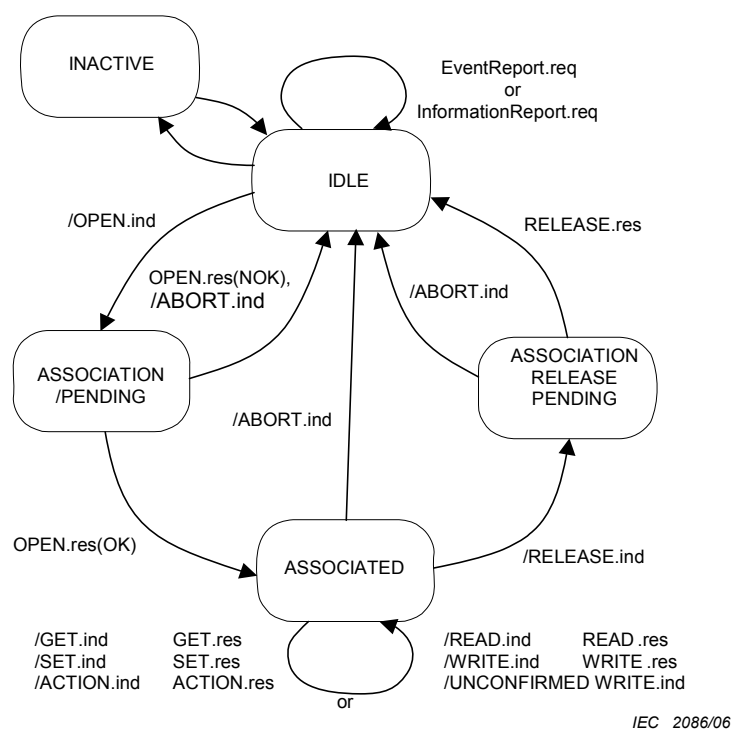 INACTIVE
EventReport.req
or
InformationReport.req
IDLE
/OPEN.ind
RELEASE.res
OPEN.res(NOK),
/ABORT.ind
/ABORT.ind
ASSOCIATION
/PENDING
ASSOCIATION
RELEASE
PENDING
/ABORT.ind
OPEN.res(OK)
ASSOCIATED
/RELEASE.ind
/GET.ind GET.res
/SET.ind SET.res
/ACTION.ind ACTION.res
or
/READ.ind READ .res
/WRITE.ind WRITE .res
/UNCONFIRMED WRITE.ind
IEC 2086/06